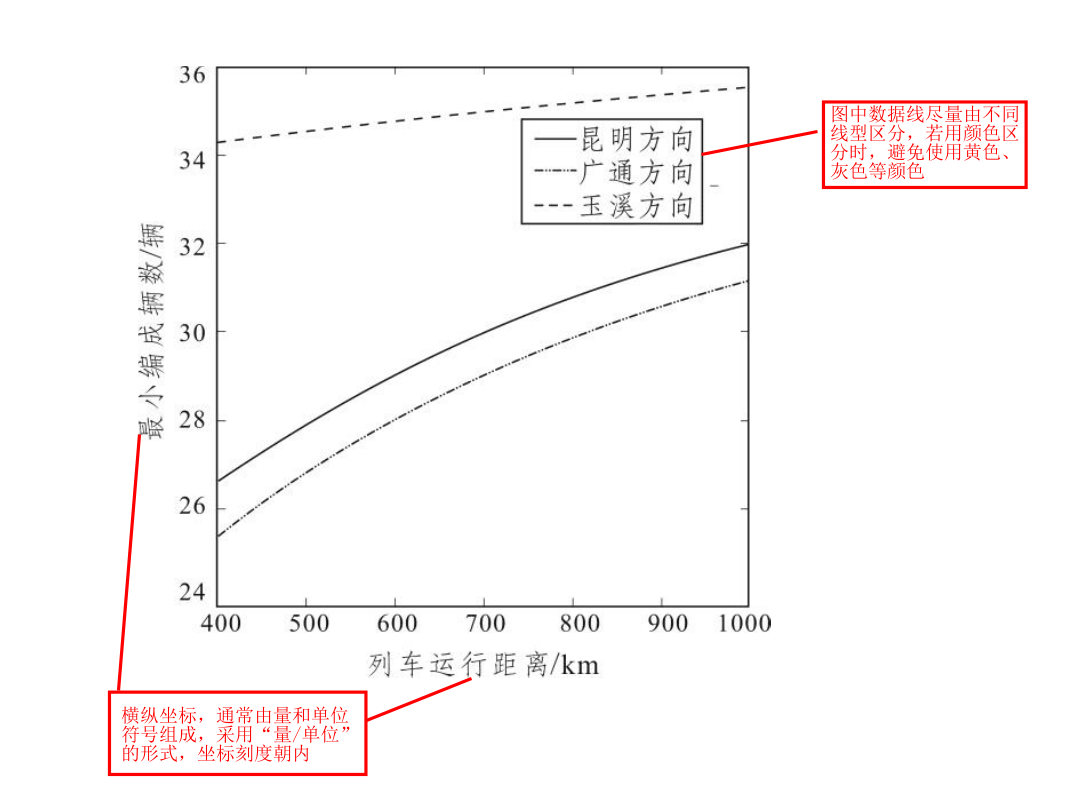 36
34
32
30
28
26
24
400 500 600 700 800 900 1000
最小编成辆数/辆
列车运行距离/km
昆明方向
广通方向
玉溪方向
图中数据线尽量由不同
线型区分，若用颜色区
分时，避免使用黄色、
灰色等颜色
横纵坐标，通常由量和单位
符号组成，采用“量/单位”
的形式，坐标刻度朝内